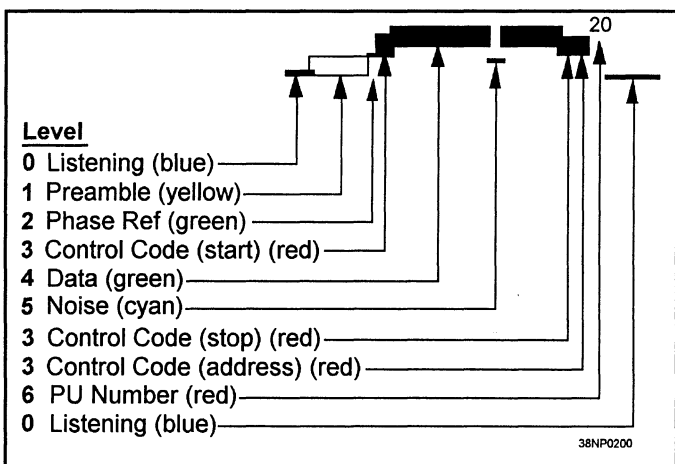 20
Level
0 Listening (blue)
1 Preamble (yellow)
2 Phase Ref (green)
3 Control Code (start) (red)
4 Data (green)
5 Noise (cyan)
3 Control Code (stop) (red)
3 Control Code (address) (red)
6 PU Number (red)
0 Listening (blue)
38NP0200